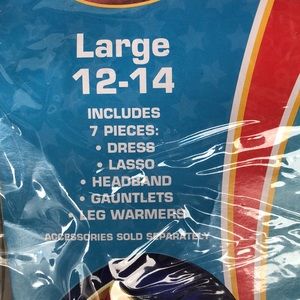 Large
12-14
INCLUDES
7 PIECES:
• DRESS
• LASSO
• HEADBAND
• GAUNTLETS
• LEG WARMERS
ACCESSORIES SOLD SEPARATELY